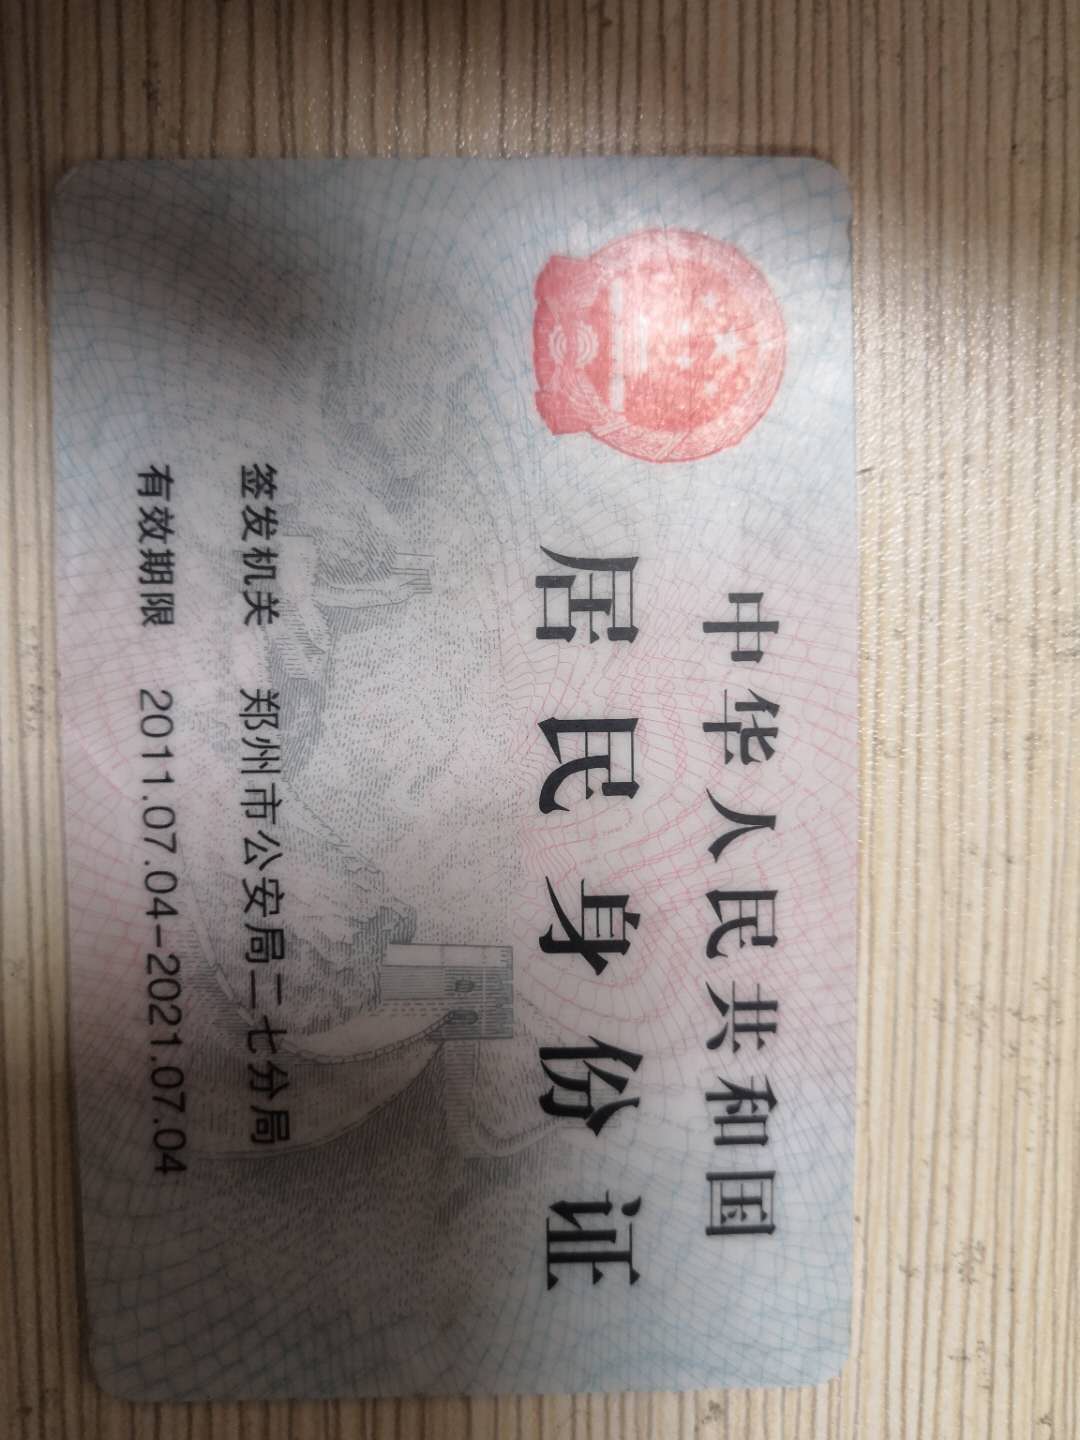 中华人民共和国
居民身份证
签发机关 郑州市公安局二七分局
有效期限 2011.07.04-2021.07.04